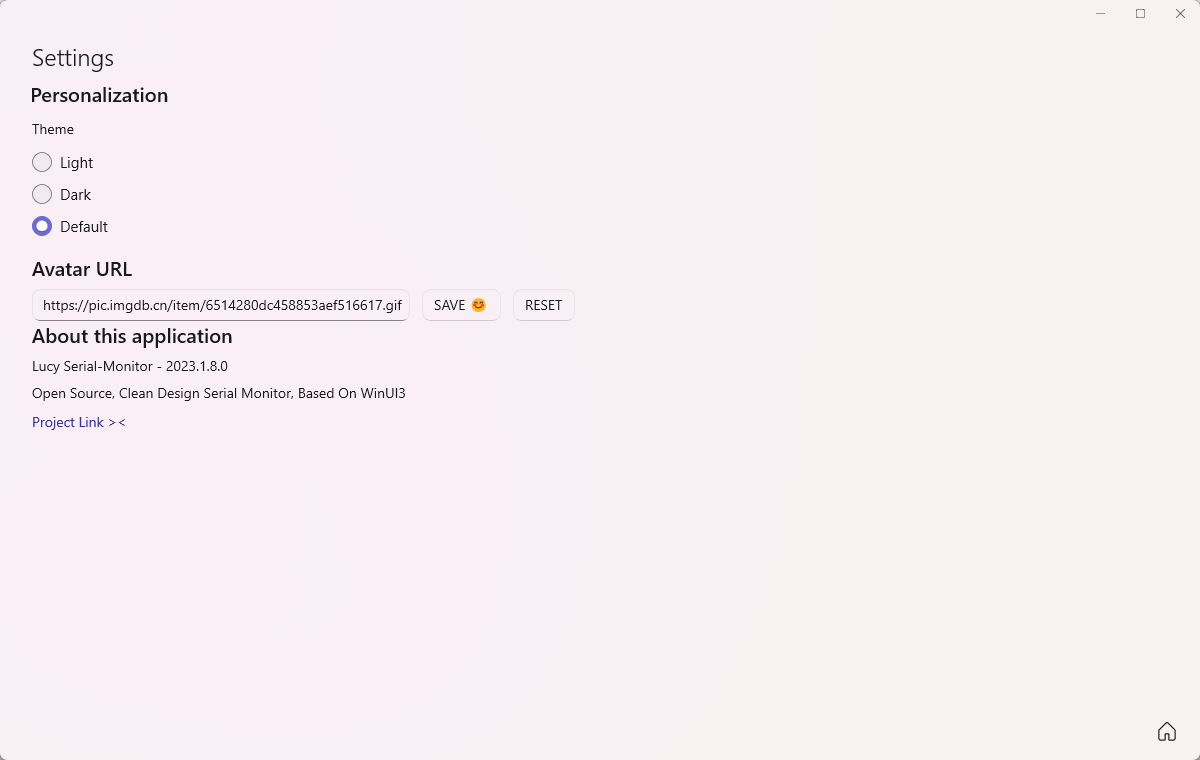 Settings
Personalization
Theme
Light
Dark
Default
Avatar URL
https://pic.imgdb.cn/item/6514280dc458853aef516617.gif SAVE 😊 RESET
About this application
Lucy Serial-Monitor - 2023.1.8.0
Open Source, Clean Design Serial Monitor, Based On WinUI3
Project Link ><